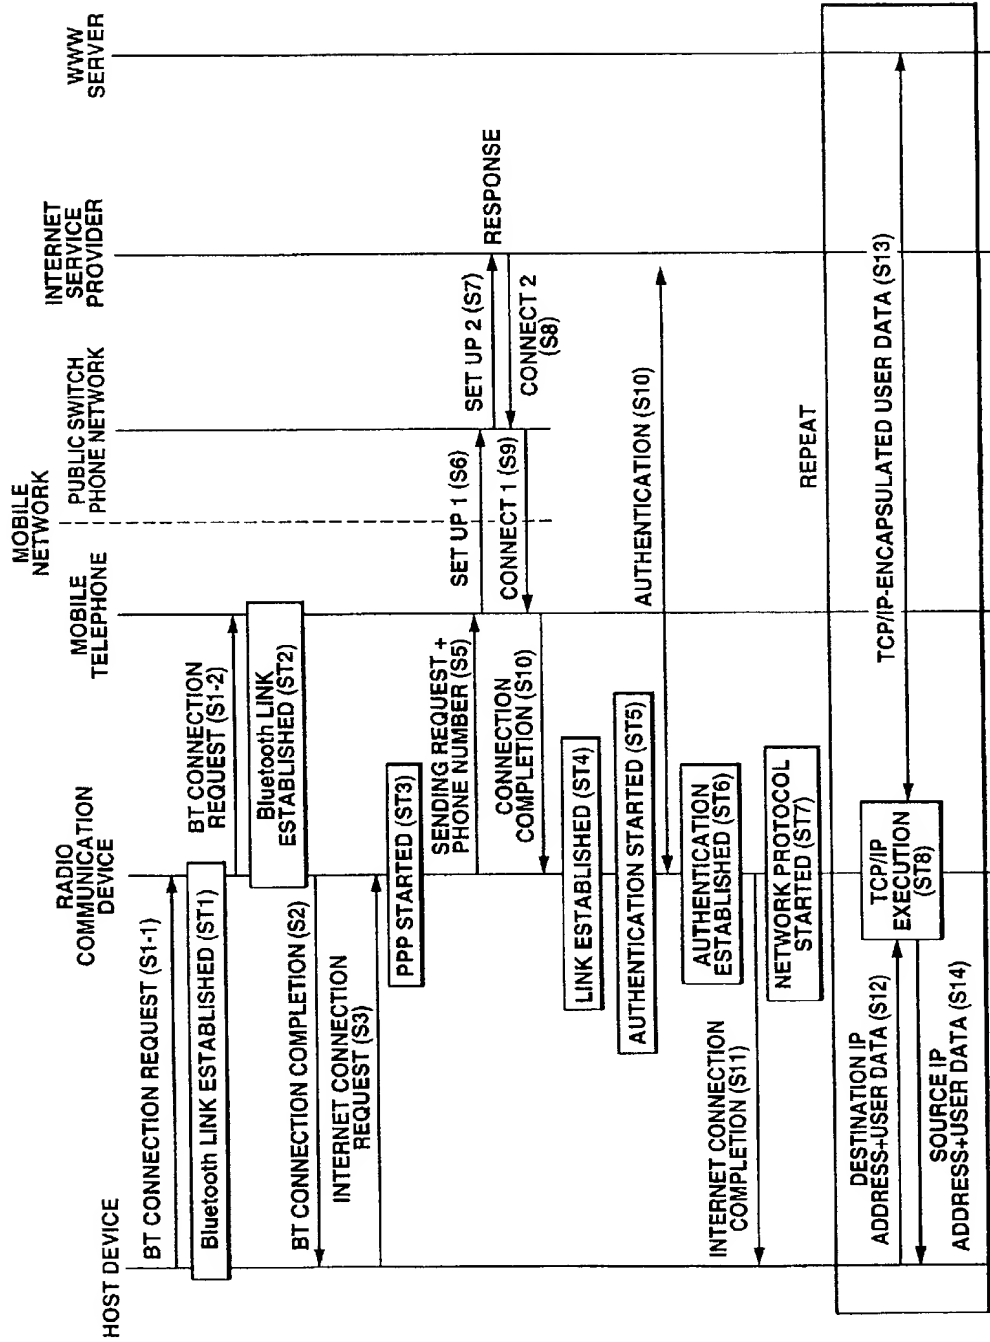 HOST DEVICE
RADIO
COMMUNICATION
DEVICE
MOBILE
TELEPHONE
MOBILE
NETWORK
PUBLIC SWITCH
PHONE NETWORK
INTERNET
SERVICE
PROVIDER
WWW
SERVER
BT CONNECTION REQUEST (S1-1)
Bluetooth LINK ESTABLISHED (ST1)
BT CONNECTION
REQUEST (S1-2)
Bluetooth LINK
ESTABLISHED (ST2)
BT CONNECTION COMPLETION (S2)
INTERNET CONNECTION
REQUEST (S3)
PPP STARTED (ST3)
SENDING REQUEST +
PHONE NUMBER (S5)
SET UP 1 (S6)
SET UP 2 (S7)
RESPONSE
CONNECT 2
(S8)
CONNECT 1 (S9)
CONNECTION
COMPLETION (S10)
LINK ESTABLISHED (ST4)
AUTHENTICATION STARTED (ST5)
AUTHENTICATION (S10)
AUTHENTICATION
ESTABLISHED (ST6)
INTERNET CONNECTION
COMPLETION (S11)
NETWORK PROTOCOL
STARTED (ST7)
REPEAT
DESTINATION IP
ADDRESS+USER DATA (S12)
TCP/IP
EXECUTION
(ST8)
TCP/IP-ENCAPSULATED USER DATA (S13)
SOURCE IP
ADDRESS+USER DATA (S14)